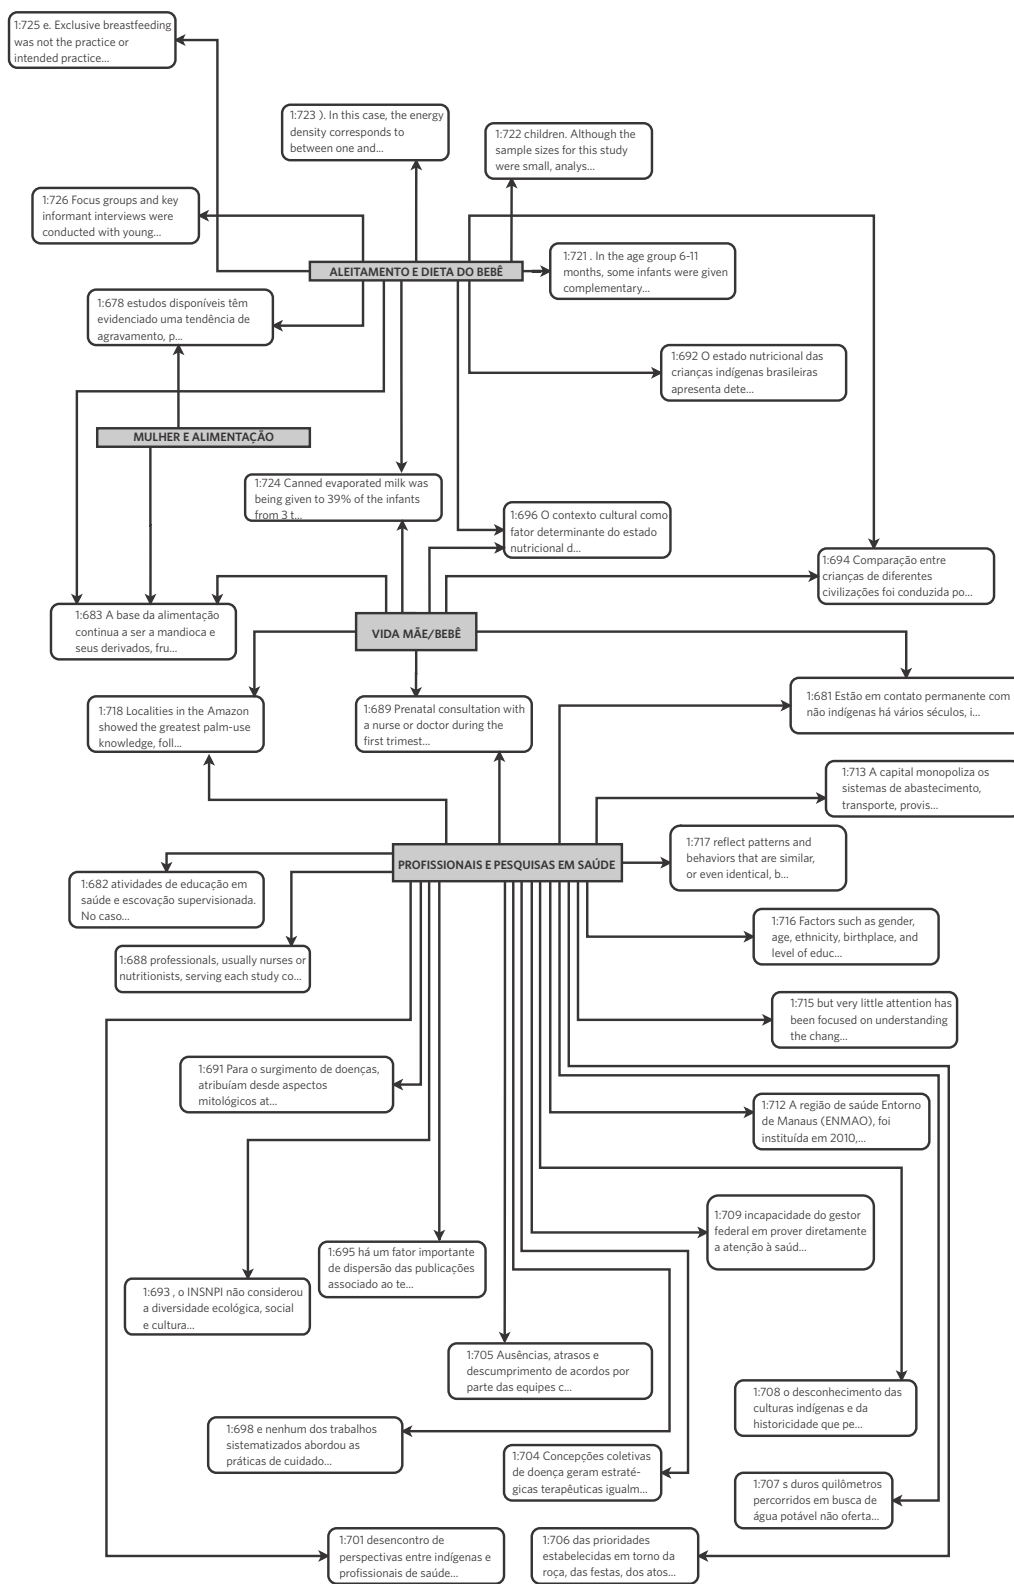 1:725 e. Exclusive breastfeeding
was not the practice or
intended practice...
1:723 ). In this case, the energy
density corresponds to
between one and...
1:722 children. Although the
sample sizes for this study
were small, analys...
1:726 Focus groups and key
informant interviews were
conducted with young...
ALEITAMENTO E DIETA DO BEBÊ
1:721 . In the age group 6-11
months, some infants were given
complementary...
1:678 estudos disponíveis têm
evidenciado uma tendência de
agravamento, p...
1:692 O estado nutricional das
crianças indígenas brasileiras
apresenta dete...
MULHER E ALIMENTAÇÃO
1:724 Canned evaporated milk was
being given to 39% of the infants
from 3 t...
1:696 O contexto cultural como
fator determinante do estado
nutricional d...
1:694 Comparação entre
crianças de diferentes
civilizações foi conduzida po...
1:683 A base da alimentação
continua a ser a mandioca e
seus derivados, fru...
VIDA MÃE/BEBÊ
1:718 Localities in the Amazon
showed the greatest palm-use
knowledge, foll...
1:689 Prenatal consultation with
a nurse or doctor during the
first trimest...
1:681 Estão em contato permanente com
não indígenas há vários séculos, i...
1:713 A capital monopoliza os
sistemas de abastecimento,
transporte, provis...
PROFISSIONAIS E PESQUISAS EM SAÚDE
1:717 reflect patterns and
behaviors that are similar,
or even identical, b...
1:682 atividades de educação em
saúde e escovação supervisionada.
No caso...
1:716 Factors such as gender,
age, ethnicity, birthplace, and
level of educ...
1:688 professionals, usually nurses or
nutritionists, serving each study co...
1:715 but very little attention has
been focused on understanding
the chang...
1:691 Para o surgimento de doenças,
atribuíam desde aspectos
mitológicos at...
1:712 A região de saúde Entorno
de Manaus (ENMAO), foi
instituída em 2010,...
1:709 incapacidade do gestor
federal em prover diretamente
a atenção à saúd...
1:695 há um fator importante
de dispersão das publicações
associado ao te...
1:693 , o INSNPI não considerou
a diversidade ecológica, social
e cultura...
1:705 Ausências, atrasos e
descumprimento de acordos por
parte das equipes c...
1:708 o desconhecimento das
culturas indígenas e da
historicidade que pe...
1:698 e nenhum dos trabalhos
sistematizados abordou as
práticas de cuidado...
1:704 Concepções coletivas
de doença geram estraté-
gicas terapêuticas igualm...
1:707 s duros quilômetros
percorridos em busca de
água potável não oferta...
1:701 desencontro de
perspectivas entre indígenas e
profissionais de saúde...
1:706 das prioridades
estabelecidas em torno da
roça, das festas, dos atos...